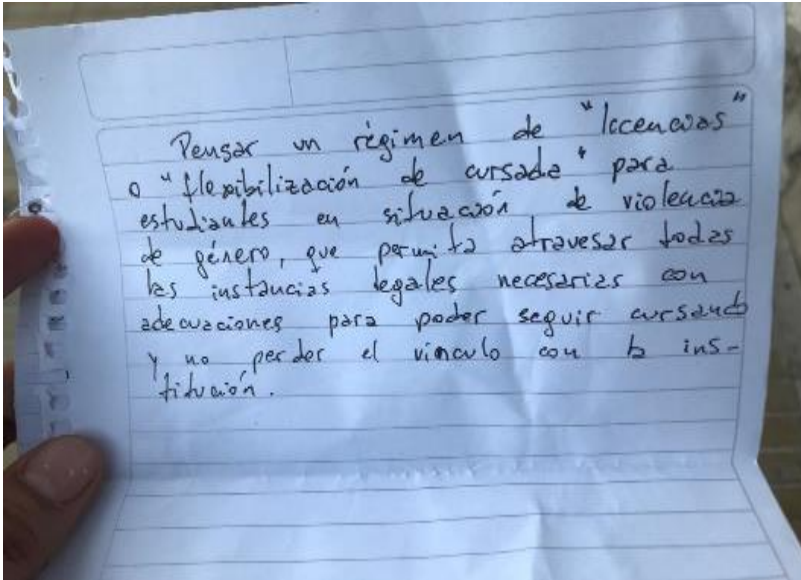 Pensar un régimen de "licencias"
o "flexibilización de cursada" para
estudiantes en situación de violencia
de género, que permita atravesar todas
las instancias legales necesarias con
adecuaciones para poder seguir cursando
y no perder el vínculo con la ins-
titución.